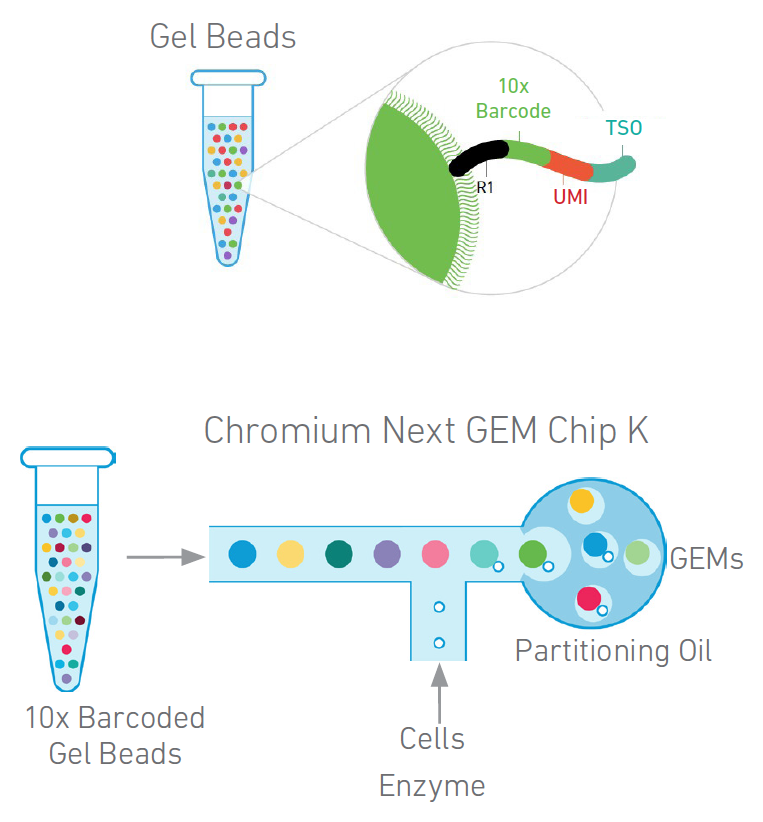 Gel Beads
10x
Barcode
TSO
R1
UMI
Chromium Next GEM Chip K
GEMs
Partitioning Oil
10x Barcoded
Gel Beads
Cells
Enzyme